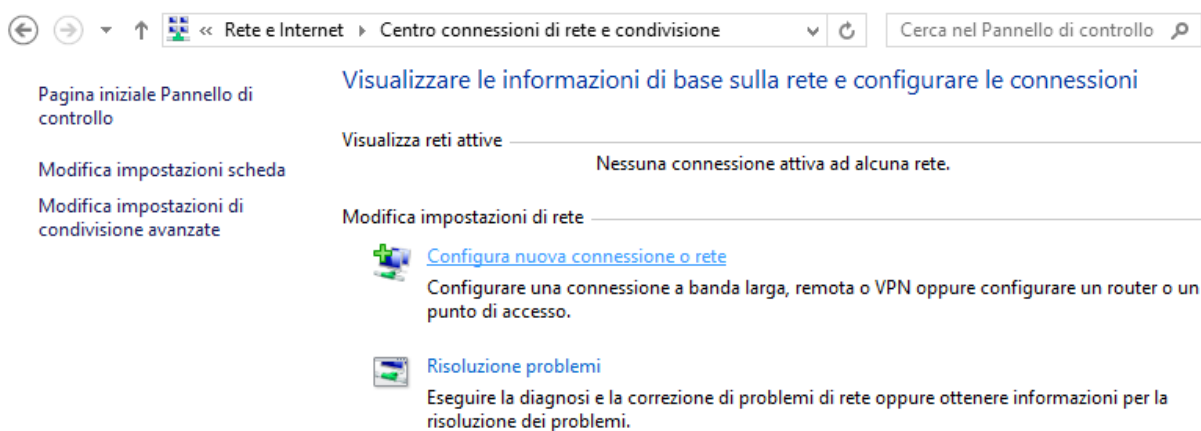 « Rete e Internet Centro connessioni di rete e condivisione Cerca nel Pannello di controllo
Pagina iniziale Pannello di
controllo
Modifica impostazioni scheda
Modifica impostazioni di
condivisione avanzate
Visualizzare le informazioni di base sulla rete e configurare le connessioni
Visualizza reti attive
Nessuna connessione attiva ad alcuna rete.
Modifica impostazioni di rete
Configura nuova connessione o rete
Configurare una connessione a banda larga, remota o VPN oppure configurare un router o un
punto di accesso.
Risoluzione problemi
Eseguire la diagnosi e la correzione di problemi di rete oppure ottenere informazioni per la
risoluzione dei problemi.